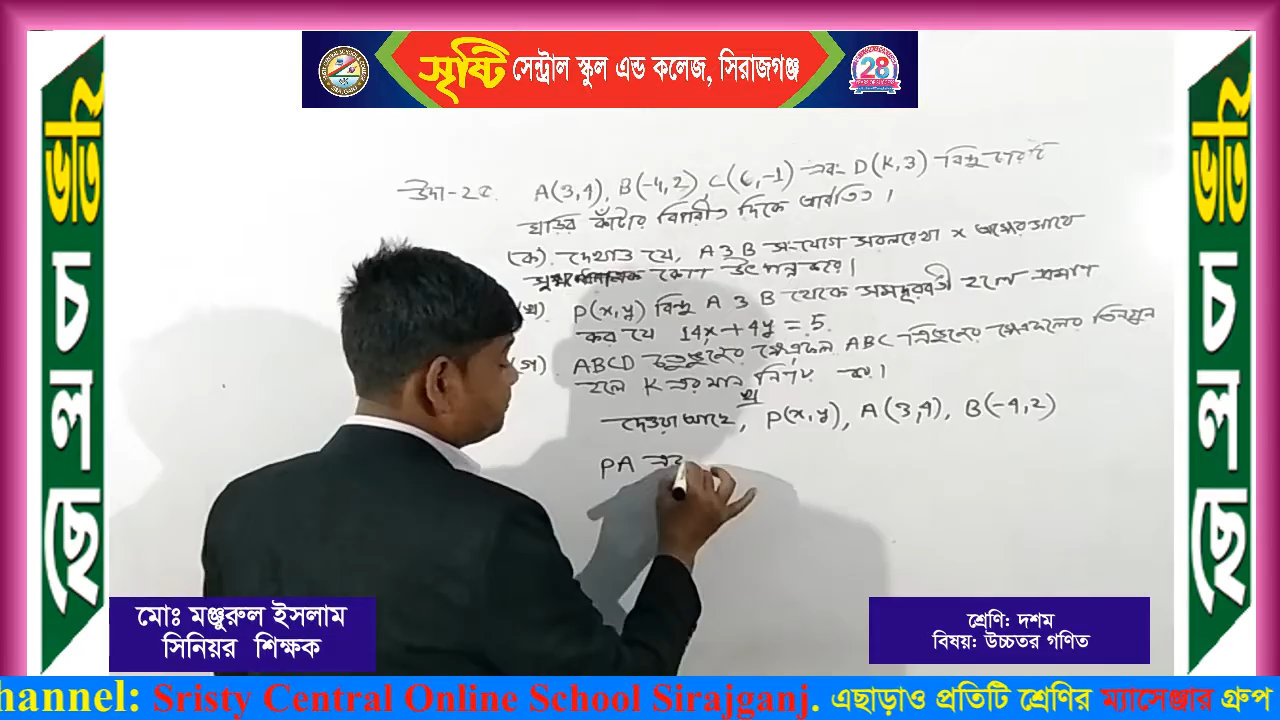 সৃষ্টি সেন্ট্রাল স্কুল এন্ড কলেজ, সিরাজগঞ্জ
28
ভর্তি চলছে
ভর্তি চলছে
উদা-২৫. A(3,4), B(-4,2), C(6,-1) এবং D(K,3) বিন্দু
ঘড়ির কাঁটার বিপরীত দিকে আবর্তিত।
(ক). দেখাও যে, A ও B সংযোগ সরলরেখা x অক্ষের সাথে
কোণ উৎপন্ন করে।
(খ). P(x,y) বিন্দু A ও B থেকে সমদূরবর্তী হলে প্রমাণ
কর যে 14x+4y = 5.
(গ). ABCD চতুর্ভুজের ক্ষেত্রফল ABC ত্রিভুজের ক্ষেত্রফলের তিনগুন
হলে K এর মান নির্ণয় কর।
খ
দেওয়া আছে, P(x,y), A(3,4), B(-4,2)
PA এর
মোঃ মঞ্জুরুল ইসলাম
সিনিয়র শিক্ষক
শ্রেণি: দশম
বিষয়: উচ্চতর গণিত
hannel: Sristy Central Online School Sirajganj. এছাড়াও প্রতিটি শ্রেণির ম্যাসেঞ্জার গ্রুপ